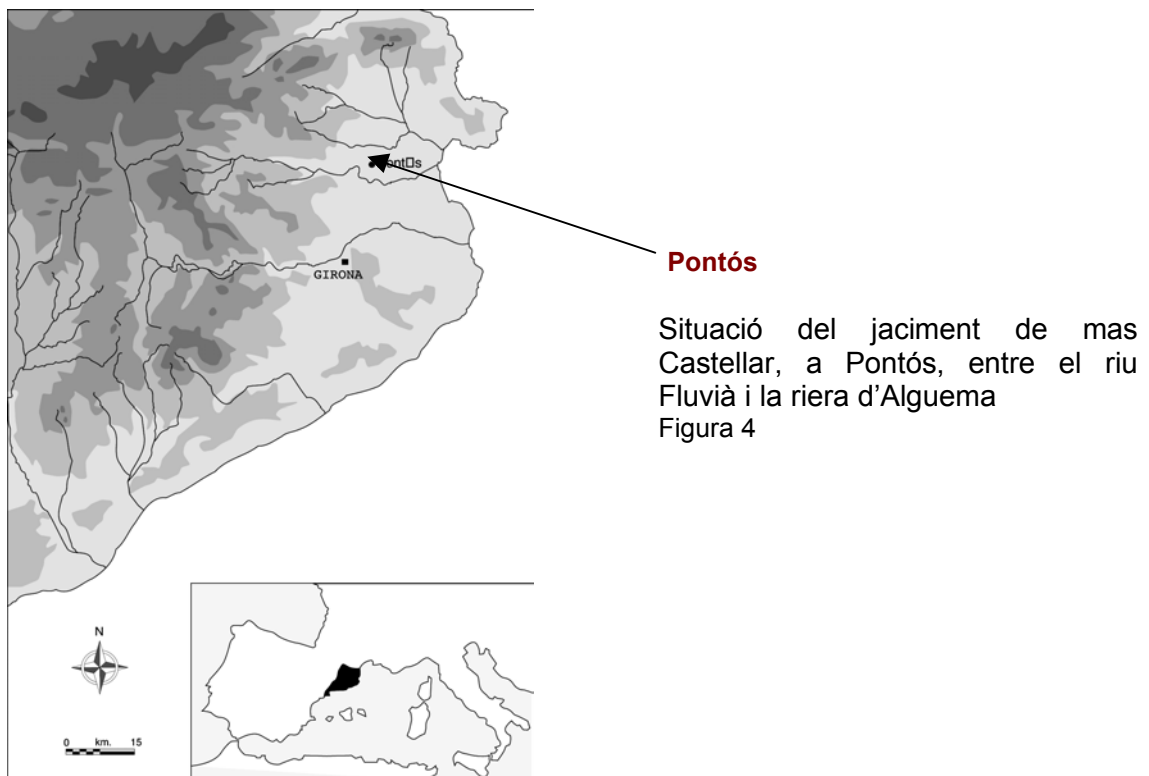 ont□s
GIRONA
Pontós
Situació del jaciment de mas
Castellar, a Pontós, entre el riu
Fluvià i la riera d’Alguema
Figura 4
N
0 km. 15